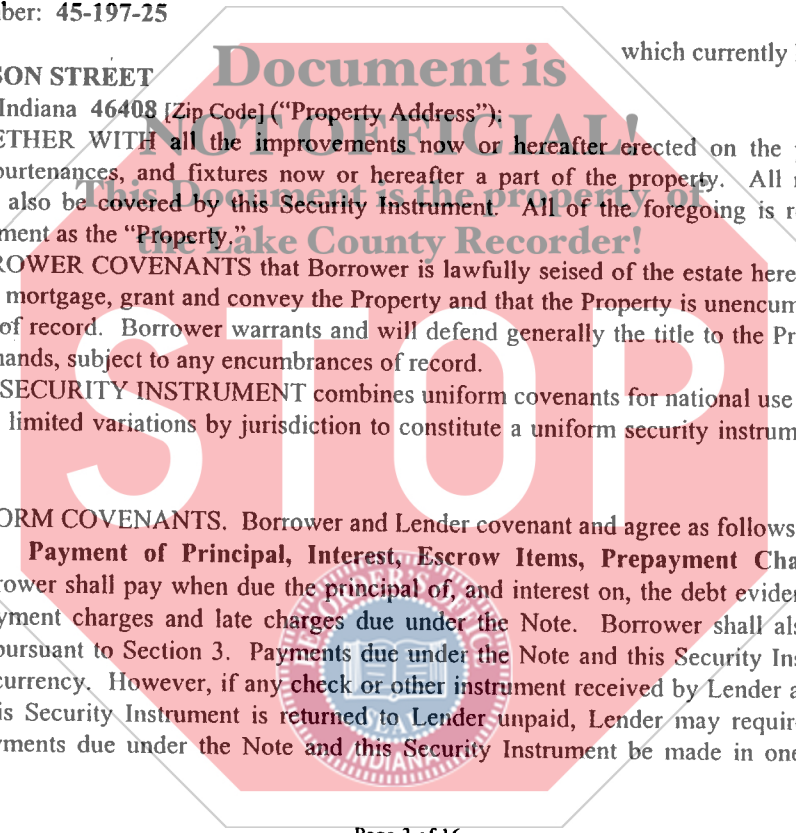 ber: 45-197-25
which currently
SON STREET
Indiana 46408 [Zip Code] ("Property Address");
ETHER WITH all the improvements now or hereafter erected on the
purtenances, and fixtures now or hereafter a part of the property. All
also be covered by this Security Instrument. All of the foregoing is
ment as the "Property."
ROWER COVENANTS that Borrower is lawfully seised of the estate here
mortgage, grant and convey the Property and that the Property is unencum
of record. Borrower warrants and will defend generally the title to the Pr
nands, subject to any encumbrances of record.
SECURITY INSTRUMENT combines uniform covenants for national use
limited variations by jurisdiction to constitute a uniform security instrum
ORM COVENANTS. Borrower and Lender covenant and agree as follows
Payment of Principal, Interest, Escrow Items, Prepayment Cha
rower shall pay when due the principal of, and interest on, the debt eviden
yment charges and late charges due under the Note. Borrower shall als
pursuant to Section 3. Payments due under the Note and this Security Ins
currency. However, if any check or other instrument received by Lender a
is Security Instrument is returned to Lender unpaid, Lender may requir
yments due under the Note and this Security Instrument be made in one
Page 2 of 16
Document is
NOT OFFICIAL!
This Document is the property of
the Lake County Recorder!
STOP
RECORDER'S OFFICE
SEAL
INDIANA